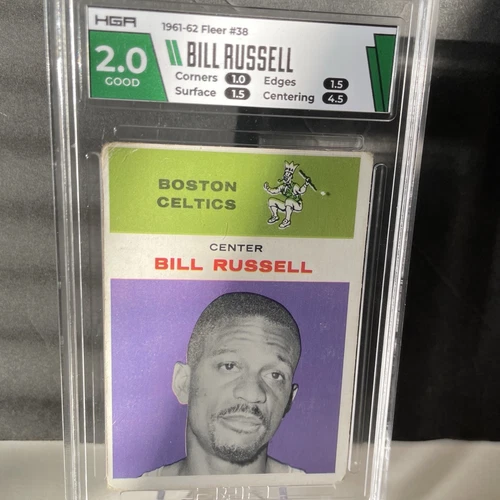 HGA
1961-62 Fleer #38
2.0
GOOD
BILL RUSSELL
Corners 1.0 Edges 1.5
Surface 1.5 Centering 4.5
BOSTON
CELTICS
CENTER
BILL RUSSELL